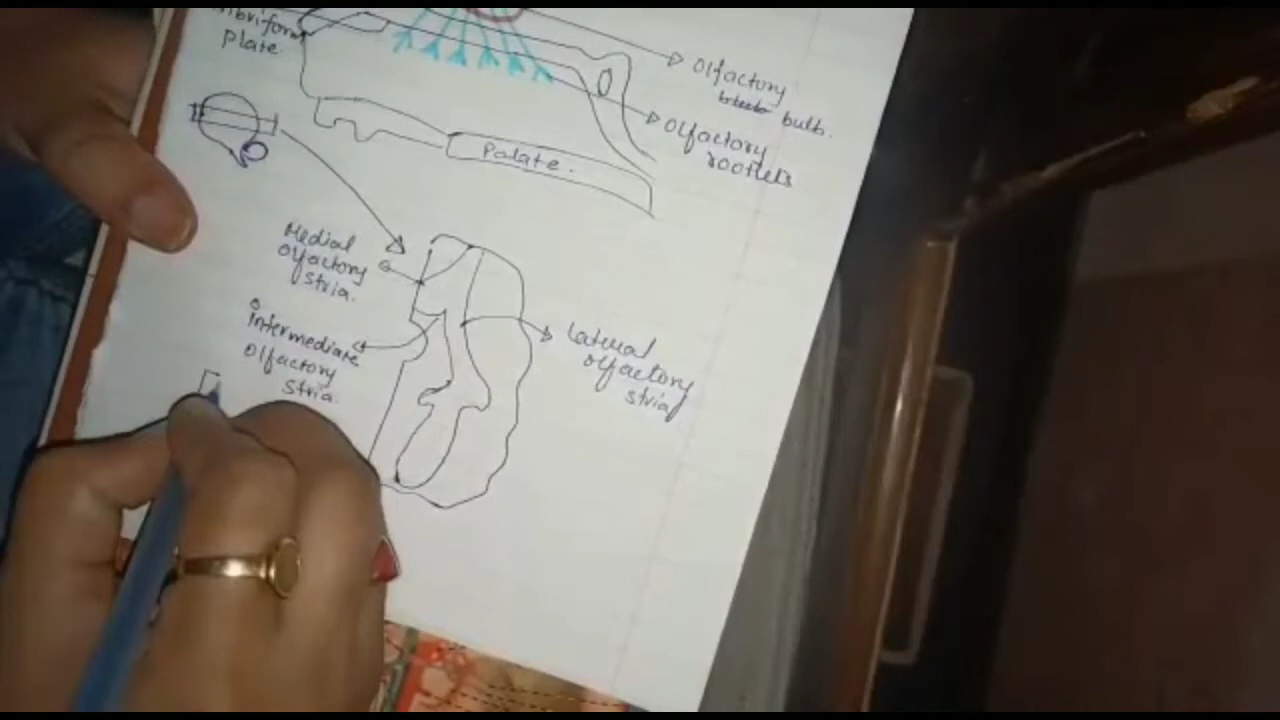 plate
Olfactory
bulb.
Olfactory
rootlets
Palate.
Medial
olfactory
stria.
intermediate
olfactory
stria.
Lateral
olfactory
stria